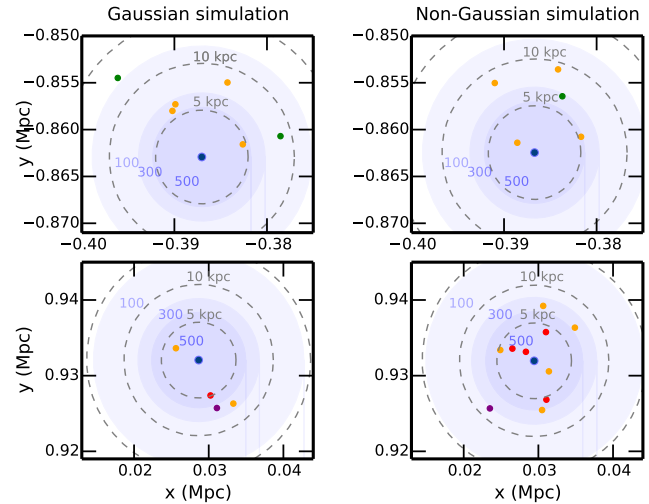 Gaussian simulation
Non-Gaussian simulation
−0.850
−0.855
−0.860
−0.865
−0.870
y (Mpc)
10 kpc
5 kpc
100
300
500
−0.40
−0.39
−0.38
−0.850
−0.855
−0.860
−0.865
−0.870
10 kpc
5 kpc
100
300
500
−0.40
−0.39
−0.38
0.94
0.93
0.92
y (Mpc)
10 kpc
100
300
5 kpc
500
0.02
0.03
0.04
x (Mpc)
0.94
0.93
0.92
10 kpc
100
300
5 kpc
500
0.02
0.03
0.04
x (Mpc)